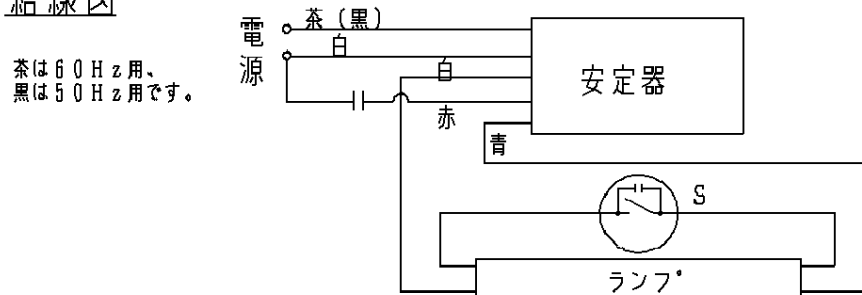 結線図
茶は60Hz用、
黒は50Hz用です。
電源
茶(黒)
白
白
赤
青
安定器
S
ランプ